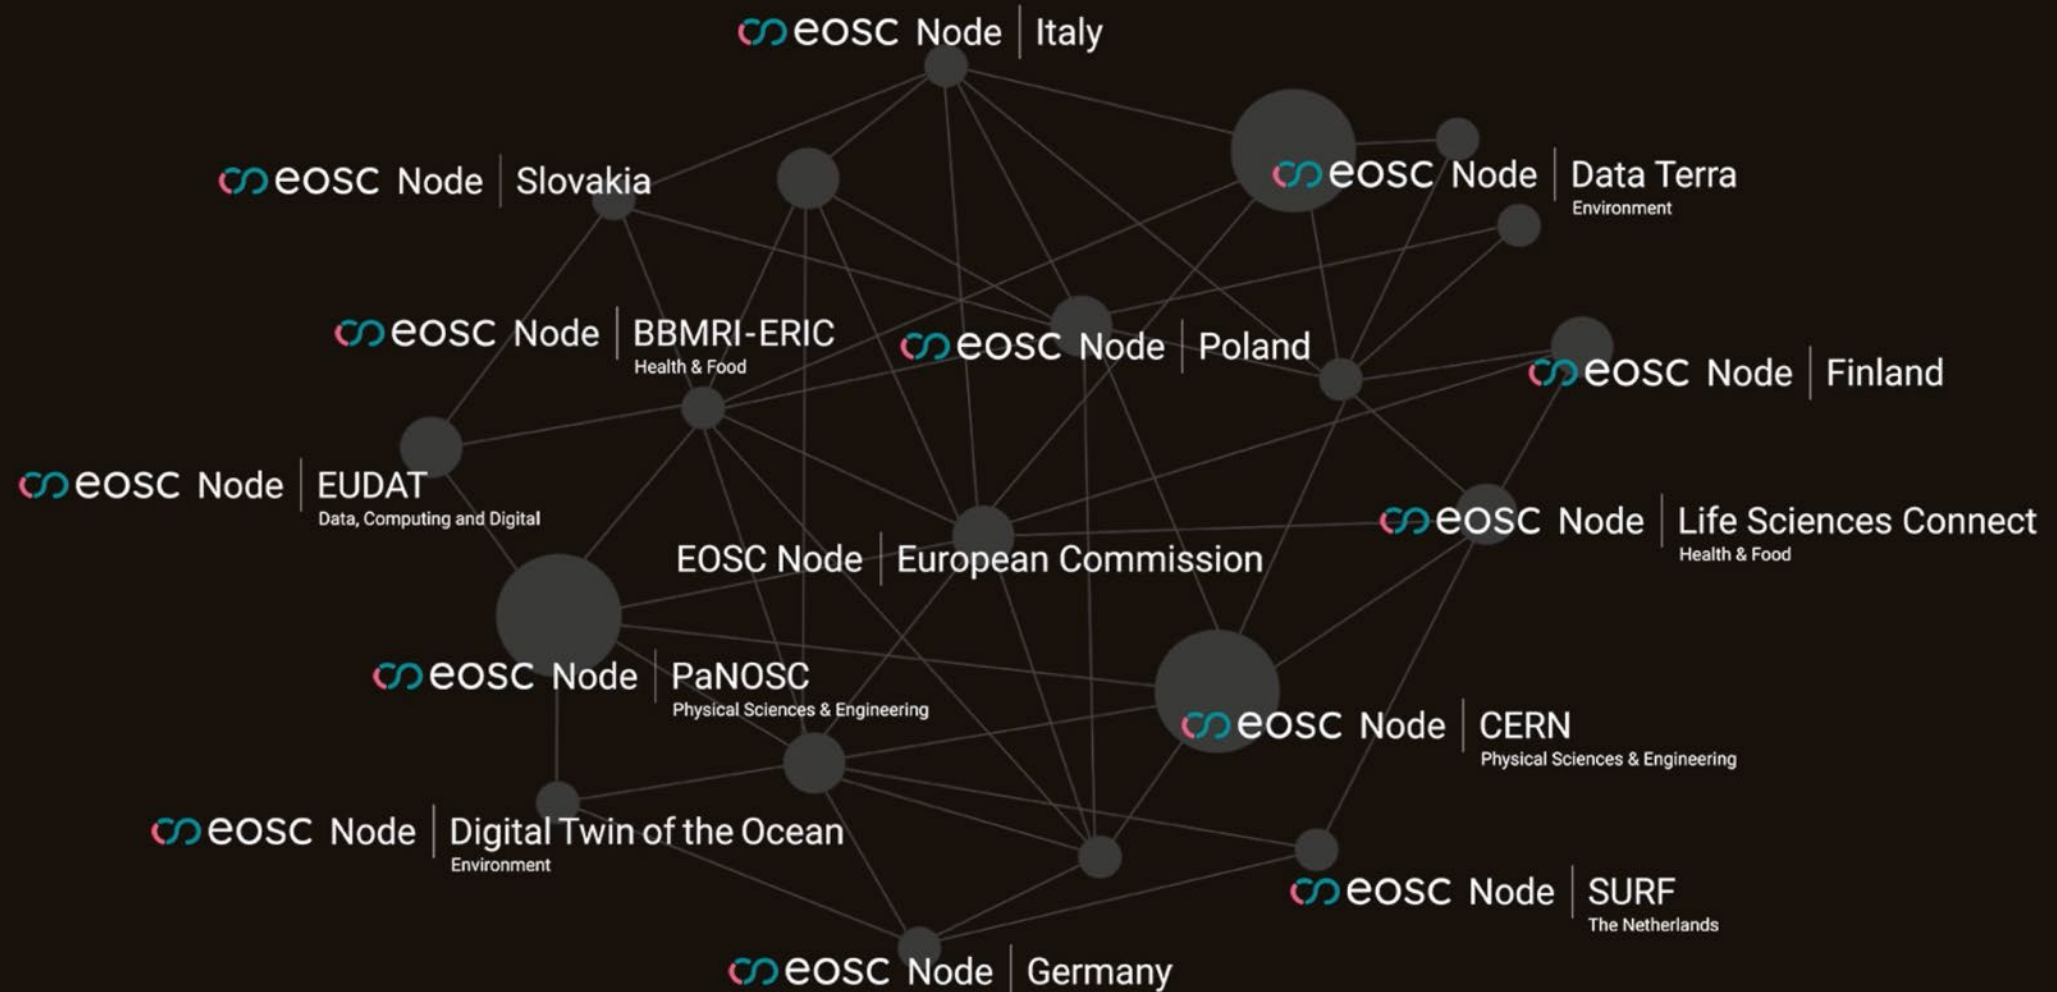 eosc Node | Italy
eosc Node | Data Terra
Environment
eosc Node | Slovakia
eosc Node | BBMRI-ERIC
Health & Food
eosc Node | Poland
eosc Node | Finland
eosc Node | EUDAT
Data, Computing and Digital
eosc Node | Life Sciences Connect
Health & Food
EOSC Node | European Commission
eosc Node | PaNOSC
Physical Sciences & Engineering
eosc Node | CERN
Physical Sciences & Engineering
eosc Node | Digital Twin of the Ocean
Environment
eosc Node | SURF
The Netherlands
eosc Node | Germany